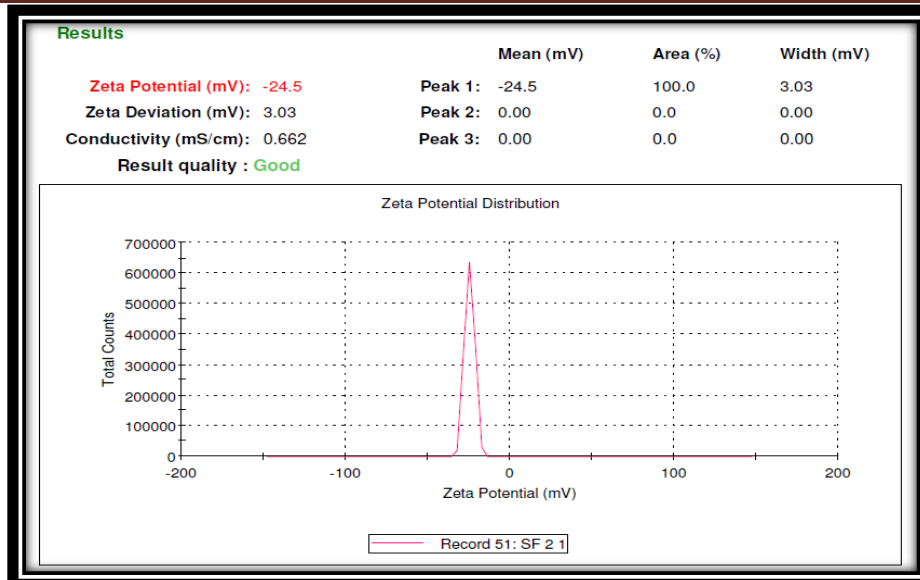 Results
Mean (mV) Area (%) Width (mV)
Zeta Potential (mV): -24.5 Peak 1: -24.5 100.0 3.03
Zeta Deviation (mV): 3.03 Peak 2: 0.00 0.0 0.00
Conductivity (mS/cm): 0.662 Peak 3: 0.00 0.0 0.00
Result quality : Good
Zeta Potential Distribution
700000
600000
500000
400000
300000
200000
100000
0
Total Counts
-200 -100 0 100 200
Zeta Potential (mV)
Record 51: SF 2 1